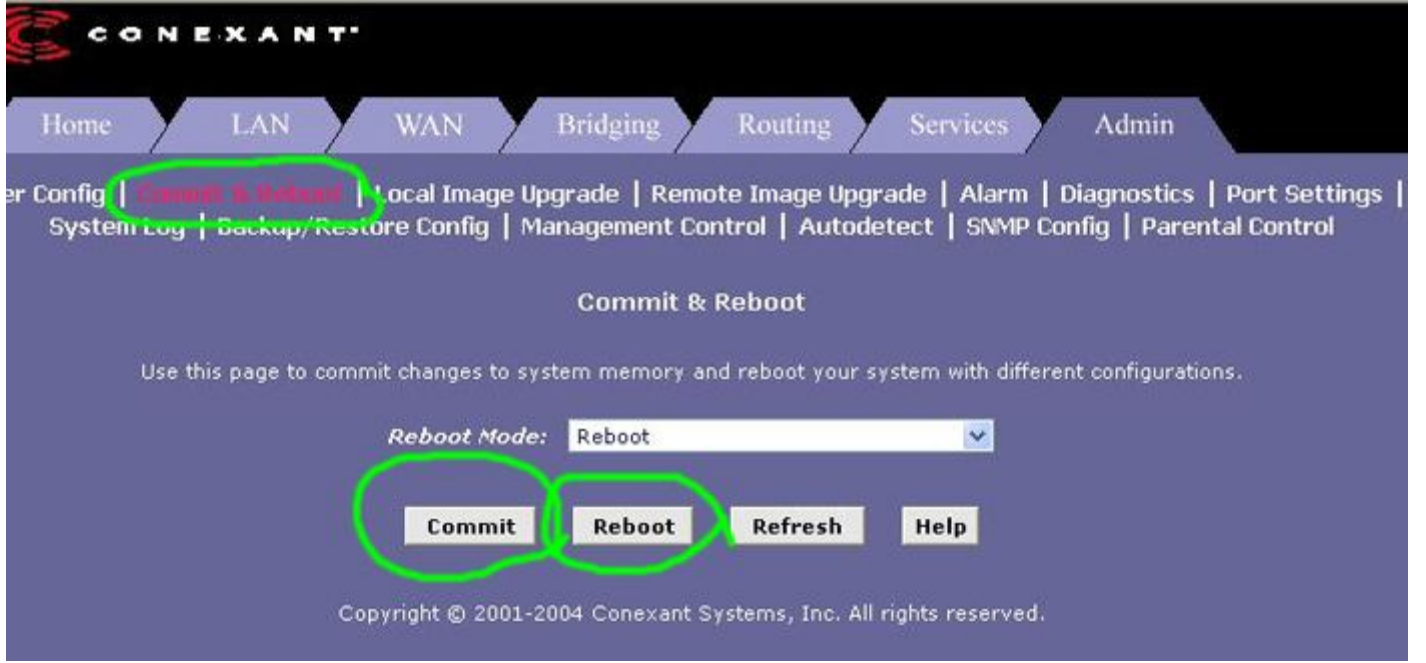 CONEXANT
Home LAN WAN Bridging Routing Services Admin
er Config | Commit & Reboot | Local Image Upgrade | Remote Image Upgrade | Alarm | Diagnostics | Port Settings |
System Log | Backup/Restore Config | Management Control | Autodetect | SNMP Config | Parental Control
Commit & Reboot
Use this page to commit changes to system memory and reboot your system with different configurations.
Reboot Mode: Reboot
Commit Reboot Refresh Help
Copyright © 2001-2004 Conexant Systems, Inc. All rights reserved.